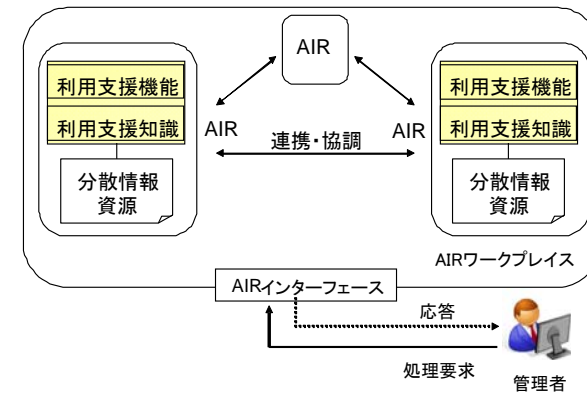 AIR
利用支援機能
利用支援知識
分散情報
資源
AIR
連携・協調
AIR
利用支援機能
利用支援知識
分散情報
資源
AIRワークプレイス
AIRインターフェース
応答
処理要求
管理者